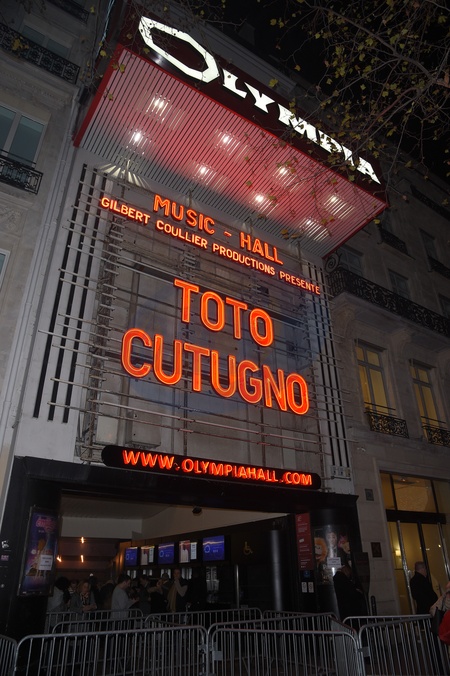 OLYMPIA
MUSIC - HALL
GILBERT COULLIER PRODUCTIONS PRESENTE
TOTO
CUTUGNO
WWW.OLYMPIAHALL.COM